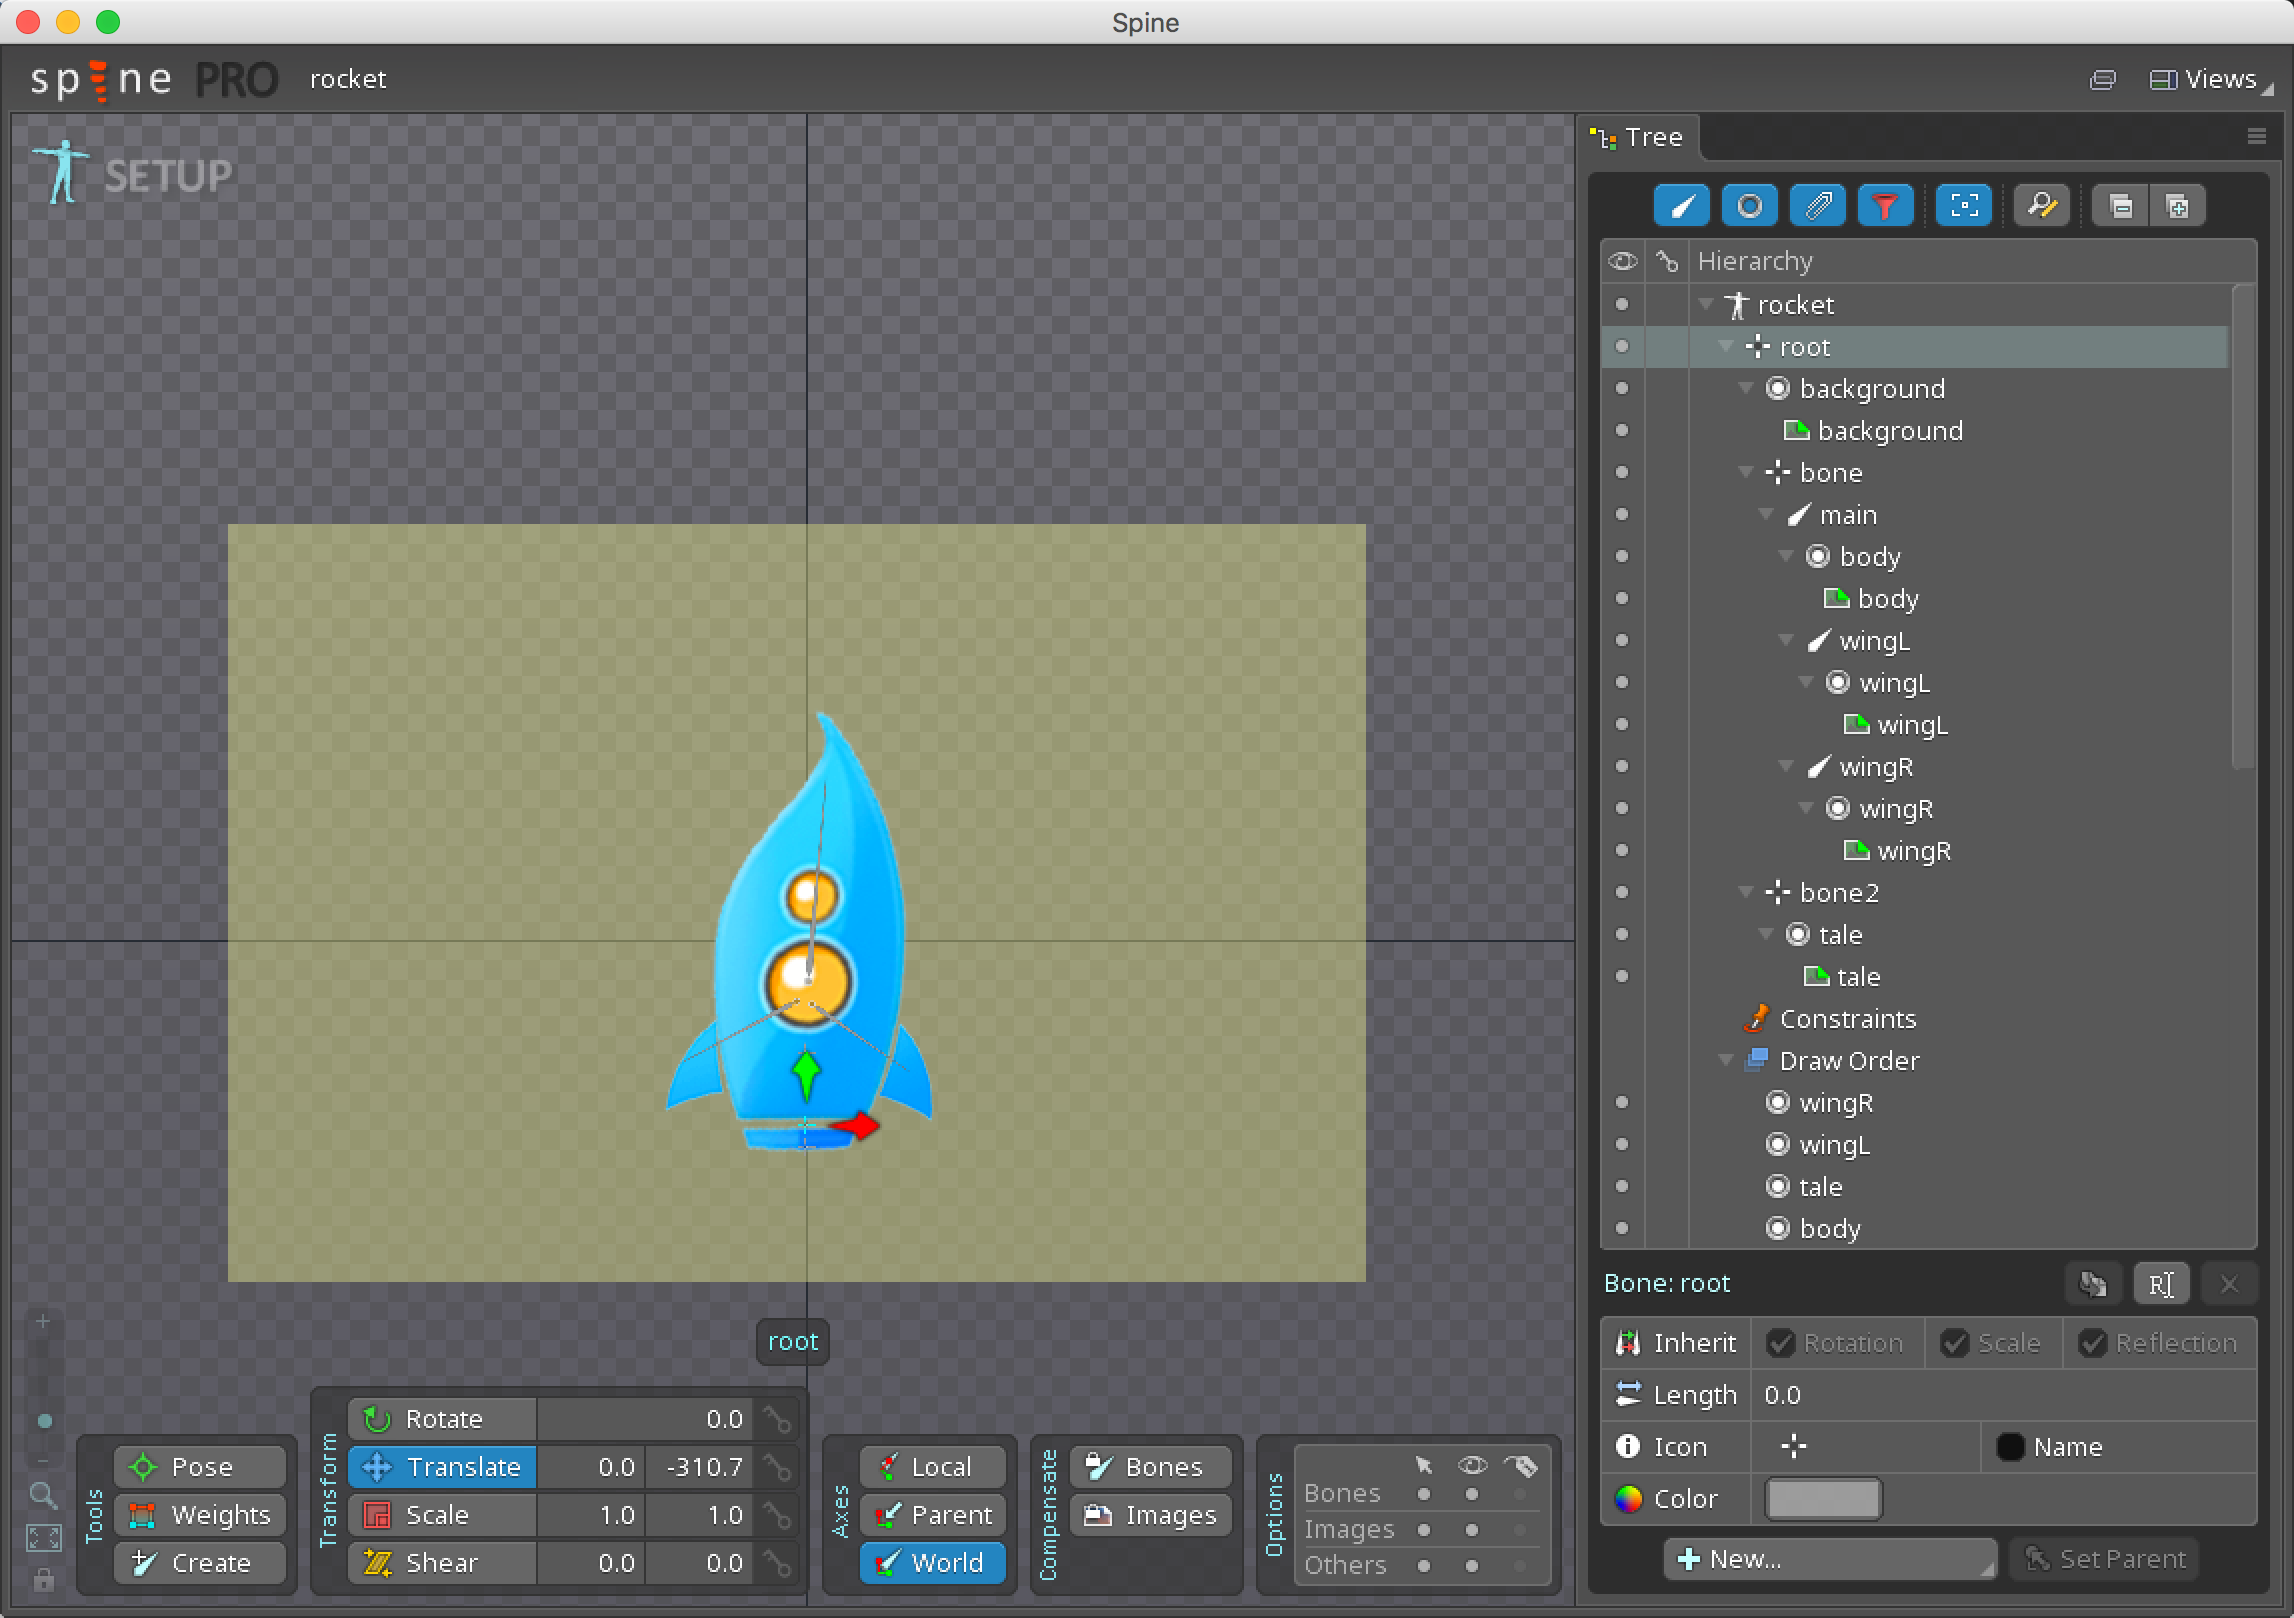 Spine
spine PRO rocket Views
SETUP
Tree
Hierarchy
rocket
root
background
background
bone
main
body
body
wingL
wingL
wingL
wingR
wingR
wingR
bone2
tale
tale
Constraints
Draw Order
wingR
wingL
tale
body
Bone: root
Inherit Rotation Scale Reflection
Length 0.0
Icon Name
Color
New... Set Parent
root
Tools
Pose
Weights
Create
Transform
Rotate 0.0
Translate 0.0 -310.7
Scale 1.0 1.0
Shear 0.0 0.0
Axes
Local
Parent
World
Compensate
Bones
Images
Options
Bones
Images
Others